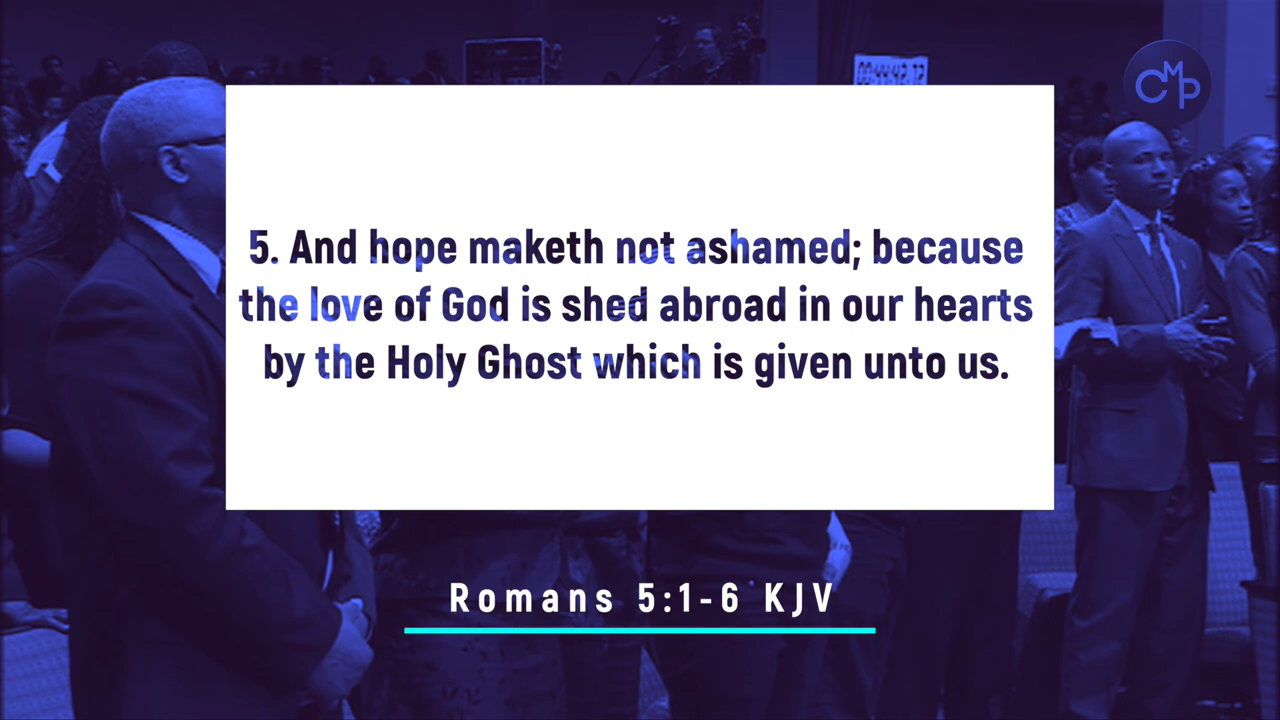 CMP
5. And hope maketh not ashamed; because
the love of God is shed abroad in our hearts
by the Holy Ghost which is given unto us.
Romans 5:1-6 KJV